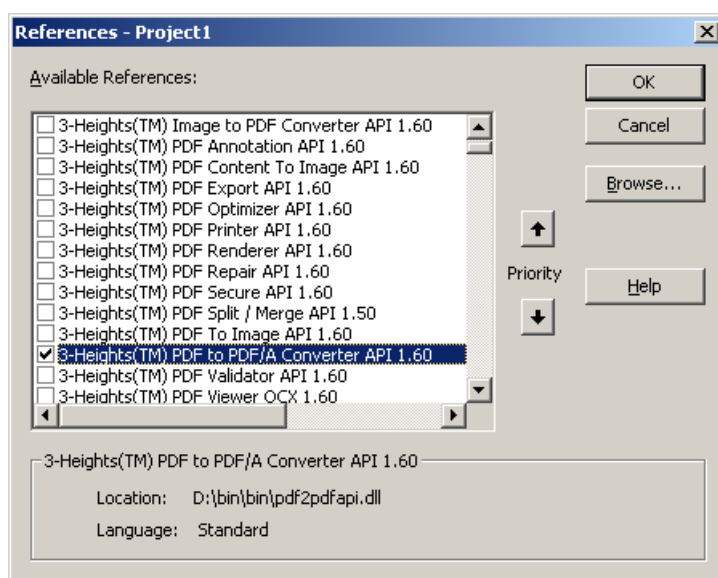 References - Project1
Available References:
3-Heights(TM) Image to PDF Converter API 1.60
3-Heights(TM) PDF Annotation API 1.60
3-Heights(TM) PDF Content To Image API 1.60
3-Heights(TM) PDF Export API 1.60
3-Heights(TM) PDF Optimizer API 1.60
3-Heights(TM) PDF Printer API 1.60
3-Heights(TM) PDF Renderer API 1.60
3-Heights(TM) PDF Repair API 1.60
3-Heights(TM) PDF Secure API 1.60
3-Heights(TM) PDF Split / Merge API 1.50
3-Heights(TM) PDF To Image API 1.60
3-Heights(TM) PDF to PDF/A Converter API 1.60
3-Heights(TM) PDF Validator API 1.60
3-Heights(TM) PDF Viewer OCX 1.60
Priority
OK
Cancel
Browse...
Help
3-Heights(TM) PDF to PDF/A Converter API 1.60
Location: D:\bin\bin\pdf2pdfapi.dll
Language: Standard